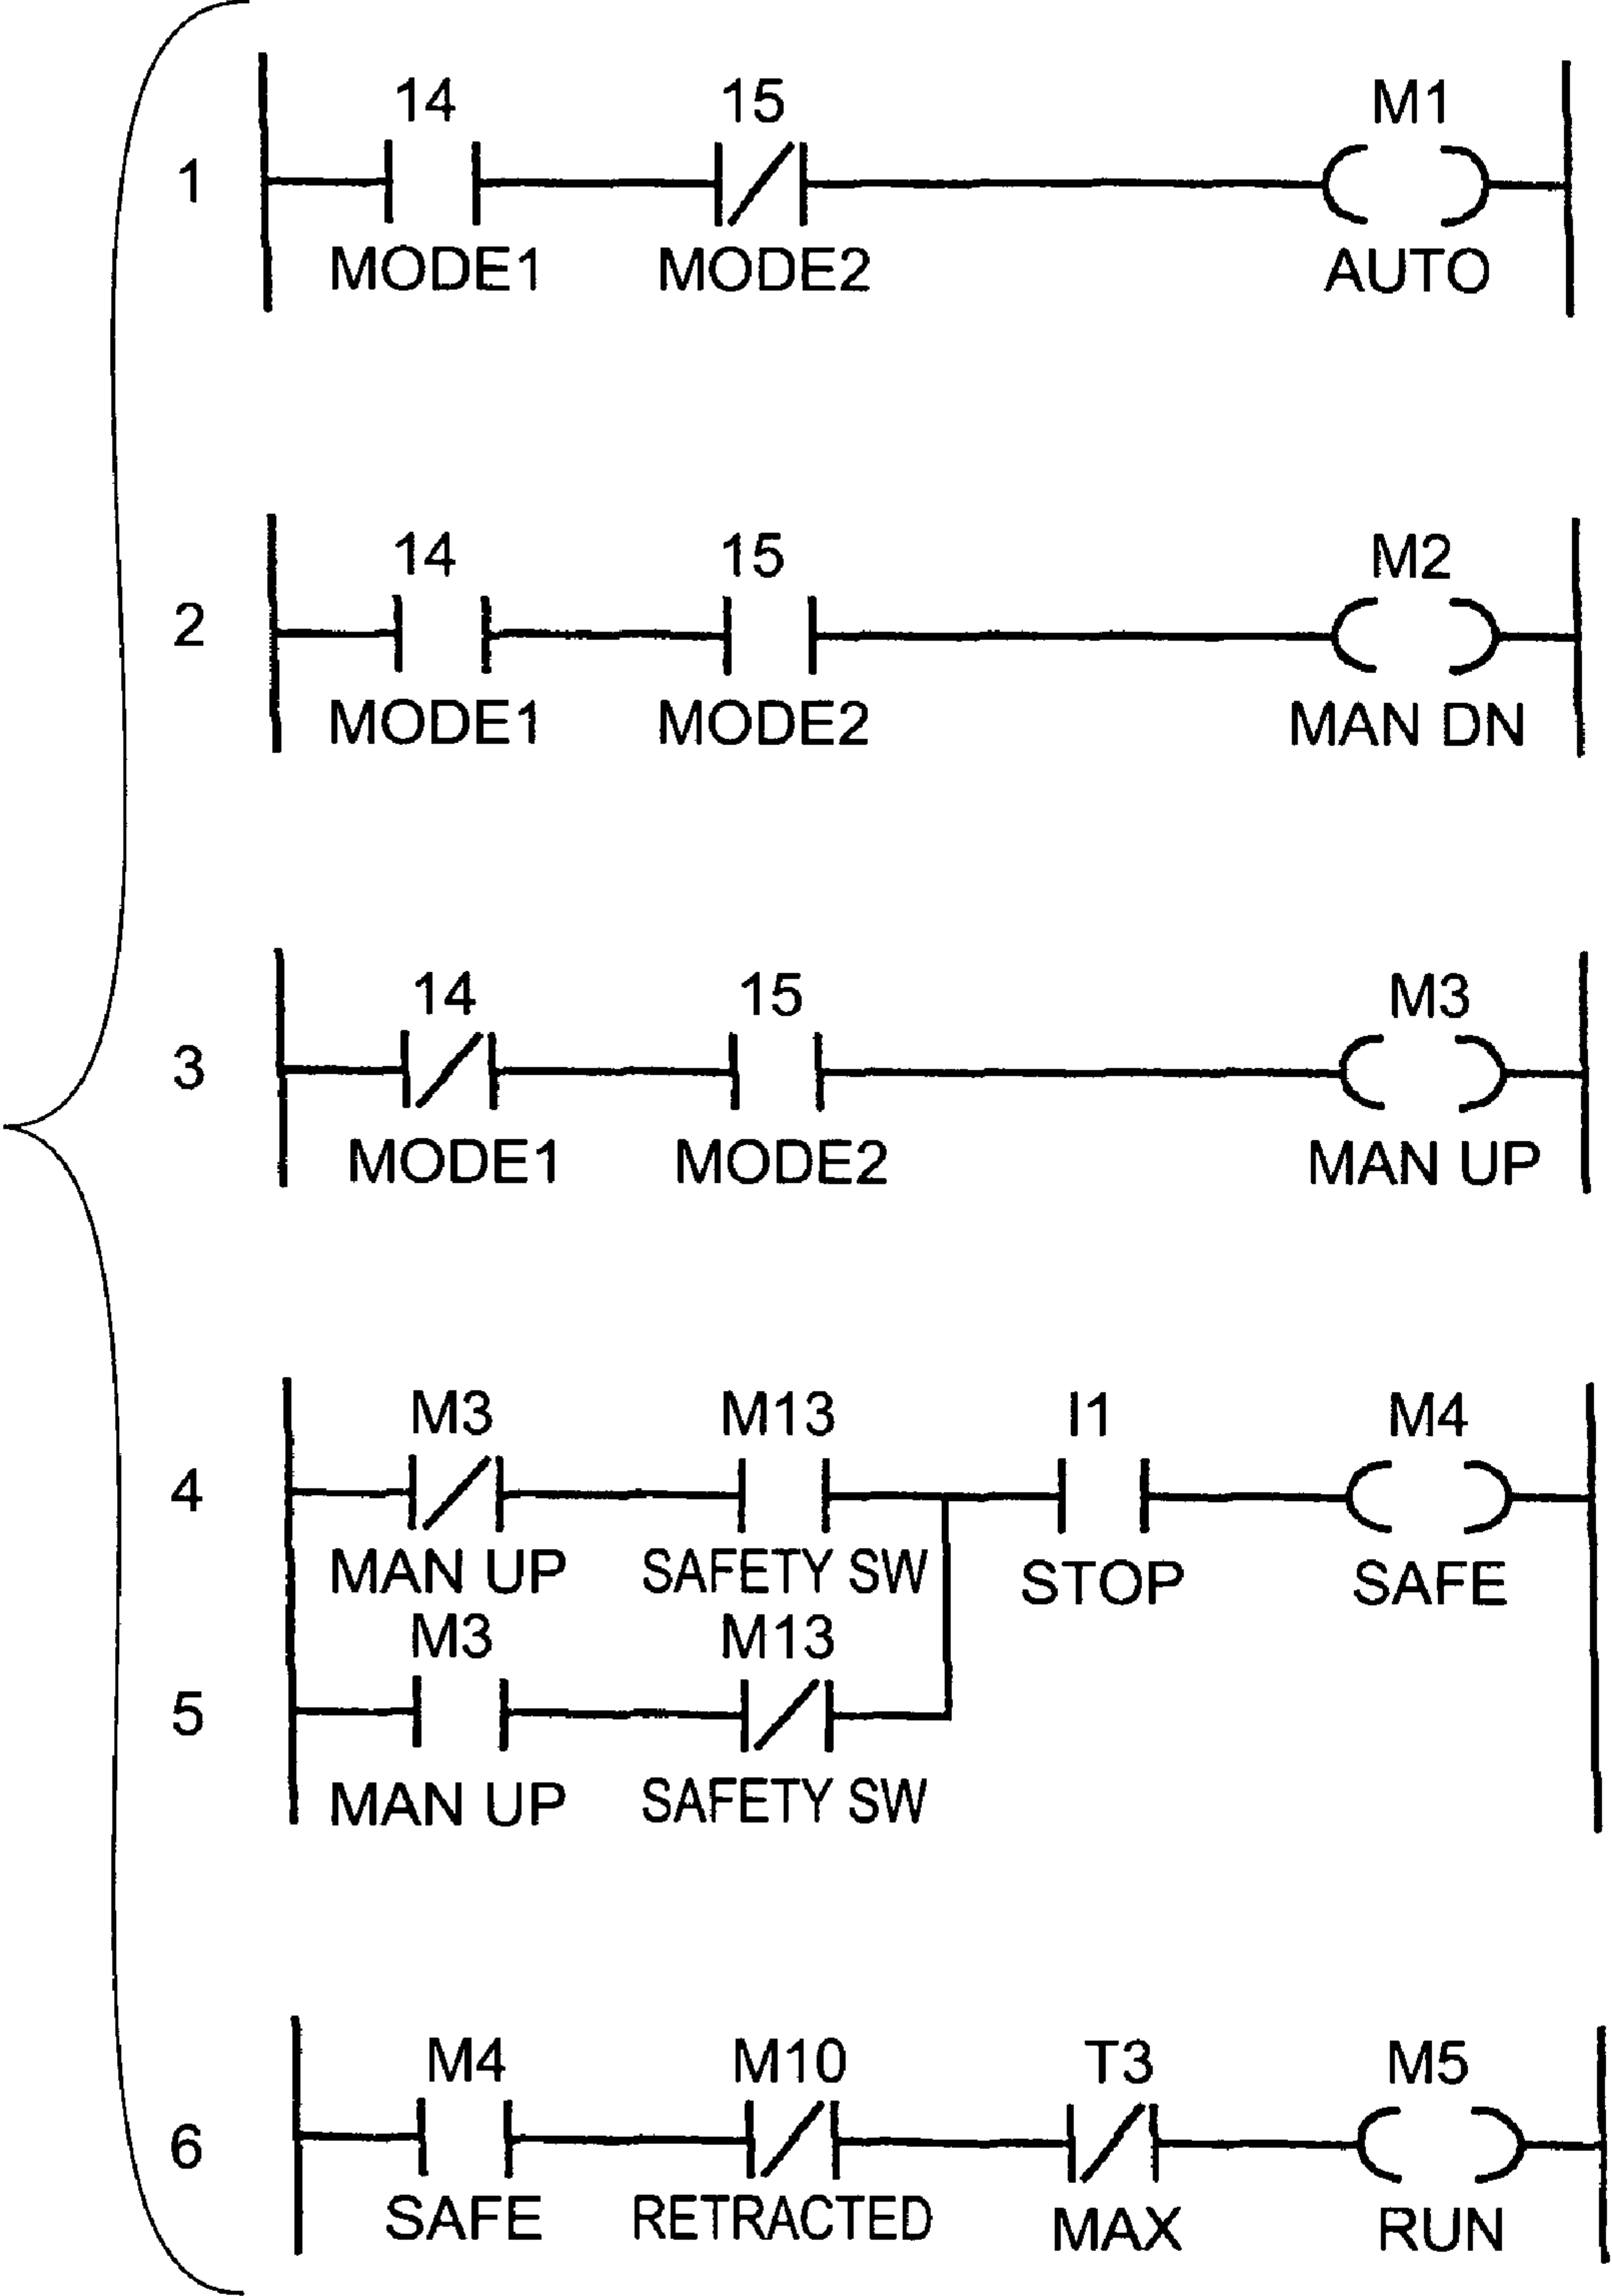 14 15 M1
1
MODE1 MODE2 AUTO
14 15 M2
2
MODE1 MODE2 MAN DN
14 15 M3
3
MODE1 MODE2 MAN UP
M3 M13 I1 M4
4
MAN UP SAFETY SW STOP SAFE
M3 M13
5
MAN UP SAFETY SW
M4 M10 T3 M5
6
SAFE RETRACTED MAX RUN